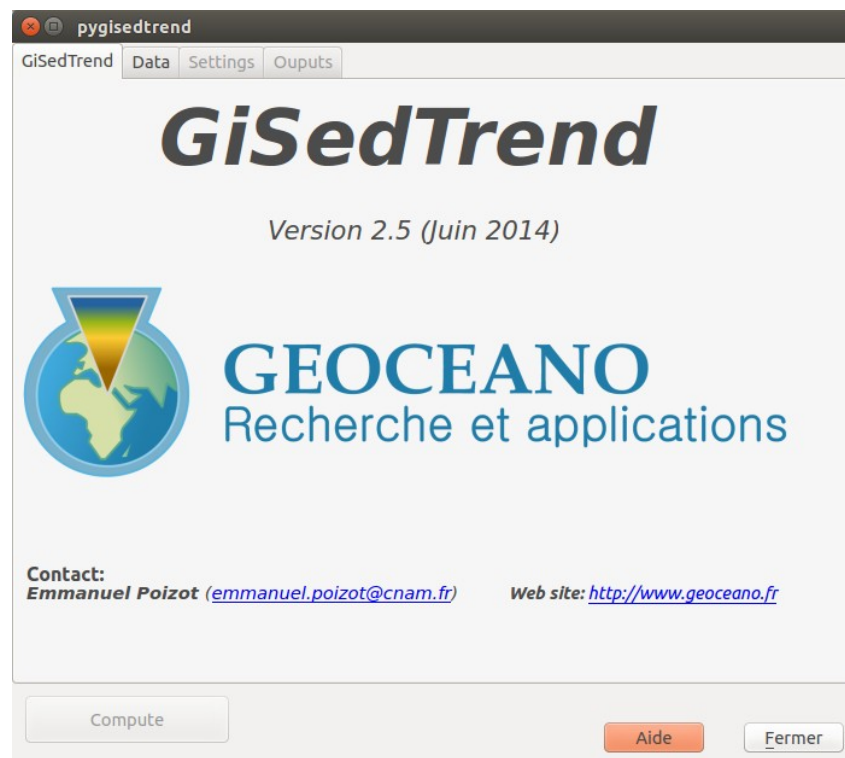 pygisedtrend
GiSedTrend Data Settings Ouputs
GiSedTrend
Version 2.5 (Juin 2014)
GEOCEANO
Recherche et applications
Contact:
Emmanuel Poizot (emmanuel.poizot@cnam.fr) Web site: http://www.geoceano.fr
Compute
Aide Fermer